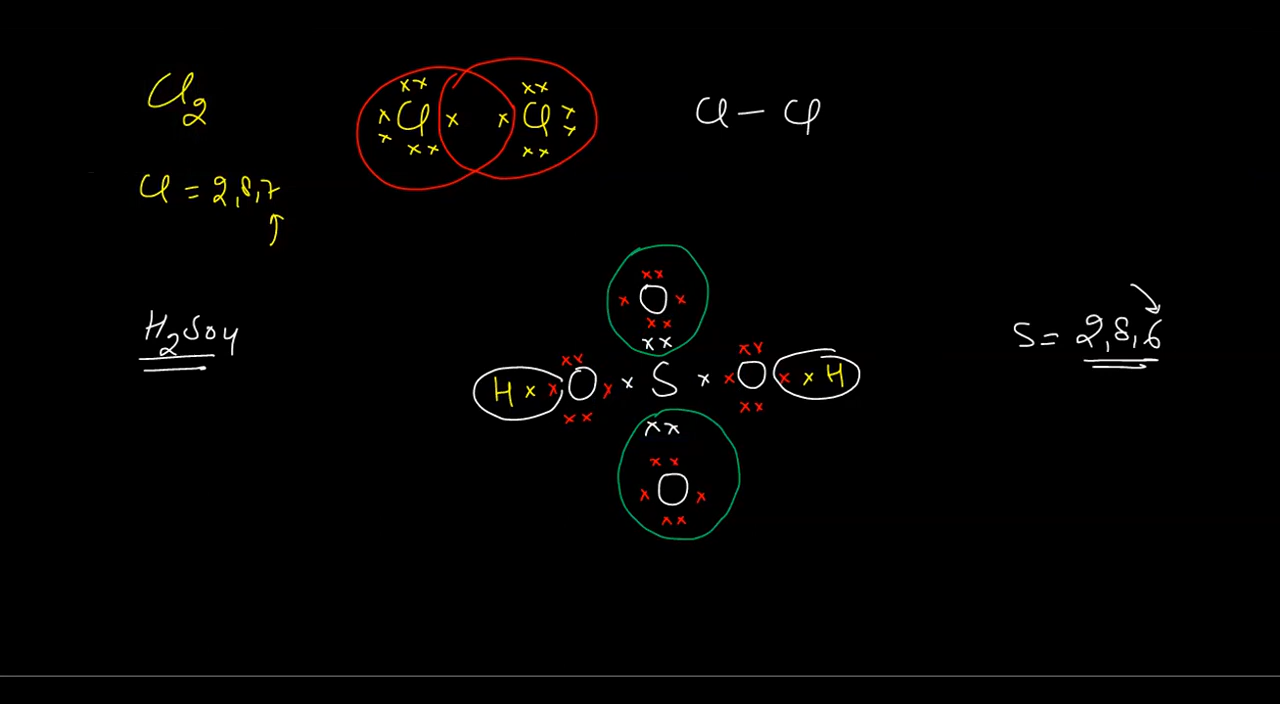 Cl₂
x x x x
x Cl x x Cl x
x x
x x x x
Cl – Cl
Cl = 2,8,7
x x
x O x
x x
x x
H₂SO4
S = 2,8,6
x x x x
H x x O x x S x x O x x H
x x x x
x x
x x
x O x
x x